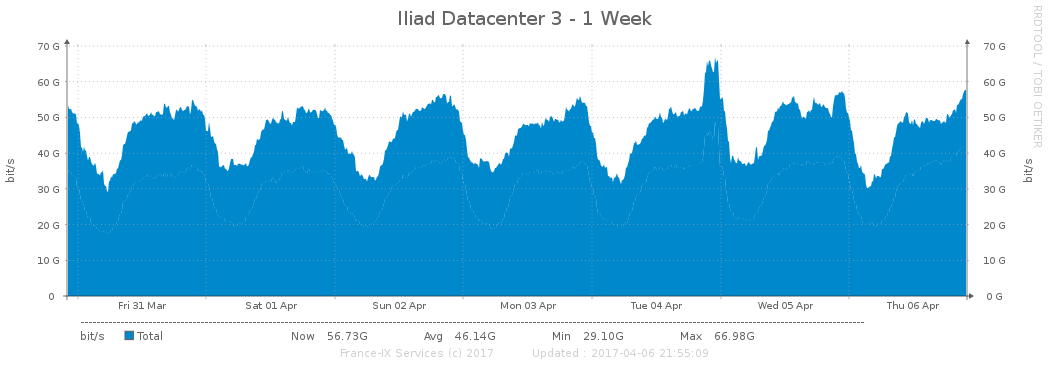 Iliad Datacenter 3 - 1 Week
RRDTOOL / TOBI OETIKER
70 G 70 G
60 G 60 G
50 G 50 G
40 G 40 G
30 G 30 G
20 G 20 G
10 G 10 G
0 0 G
bit/s bit/s
Fri 31 Mar Sat 01 Apr Sun 02 Apr Mon 03 Apr Tue 04 Apr Wed 05 Apr Thu 06 Apr
bit/s Total Now 56.73G Avg 46.14G Min 29.10G Max 66.98G
France-IX Services (c) 2017 Updated : 2017-04-06 21:55:09